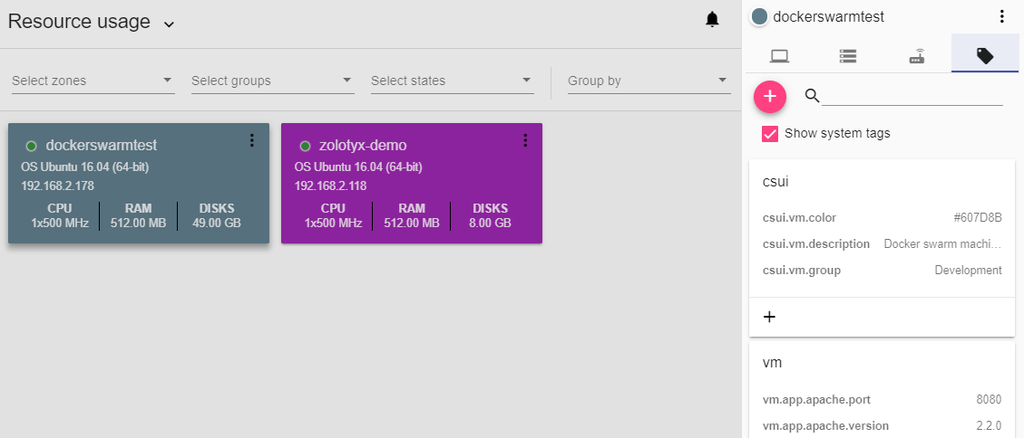 Resource usage
Select zones
Select groups
Select states
Group by
dockerswarmtest
OS Ubuntu 16.04 (64-bit)
192.168.2.178
CPU RAM DISKS
1x500 MHz 512.00 MB 49.00 GB
zolotyx-demo
OS Ubuntu 16.04 (64-bit)
192.168.2.118
CPU RAM DISKS
1x500 MHz 512.00 MB 8.00 GB
dockerswarmtest
Show system tags
csui
csui.vm.color #607D8B
csui.vm.description Docker swarm machi...
csui.vm.group Development
+
vm
vm.app.apache.port 8080
vm.app.apache.version 2.2.0